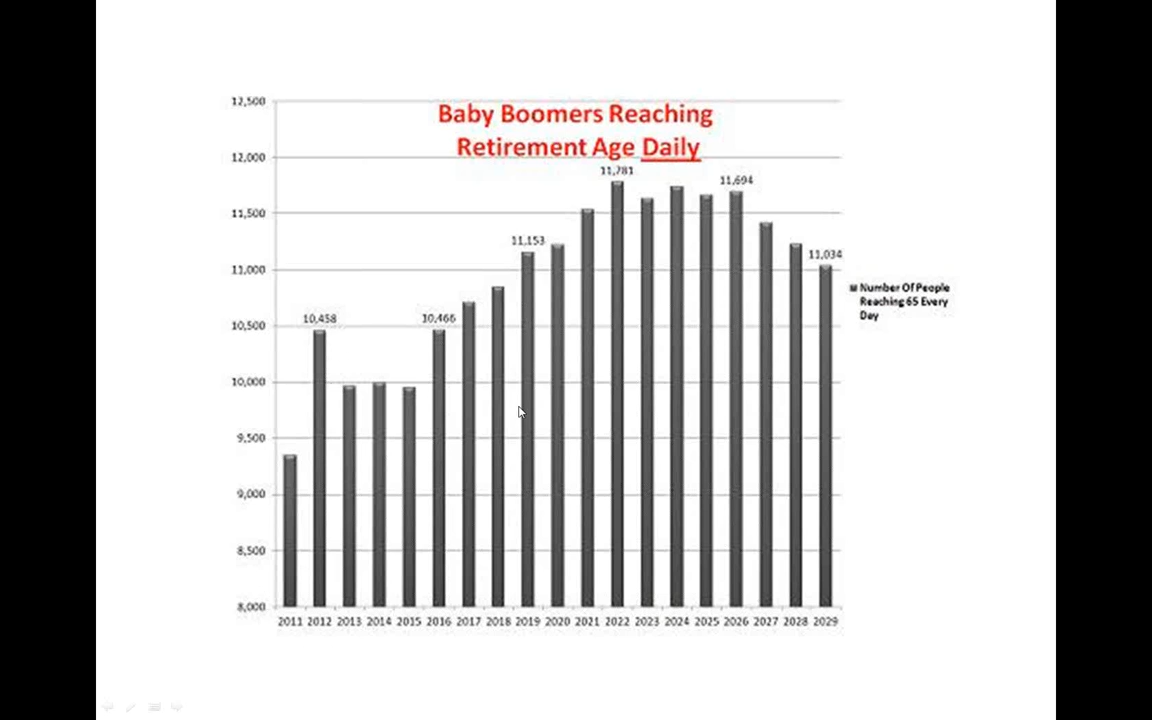 Baby Boomers Reaching
Retirement Age Daily
12,500
12,000
11,500
11,000
10,500
10,000
9,500
9,000
8,500
8,000
10,458
10,466
11,153
11,781
11,694
11,034
Number Of People
Reaching 65 Every
Day
2011 2012 2013 2014 2015 2016 2017 2018 2019 2020 2021 2022 2023 2024 2025 2026 2027 2028 2029